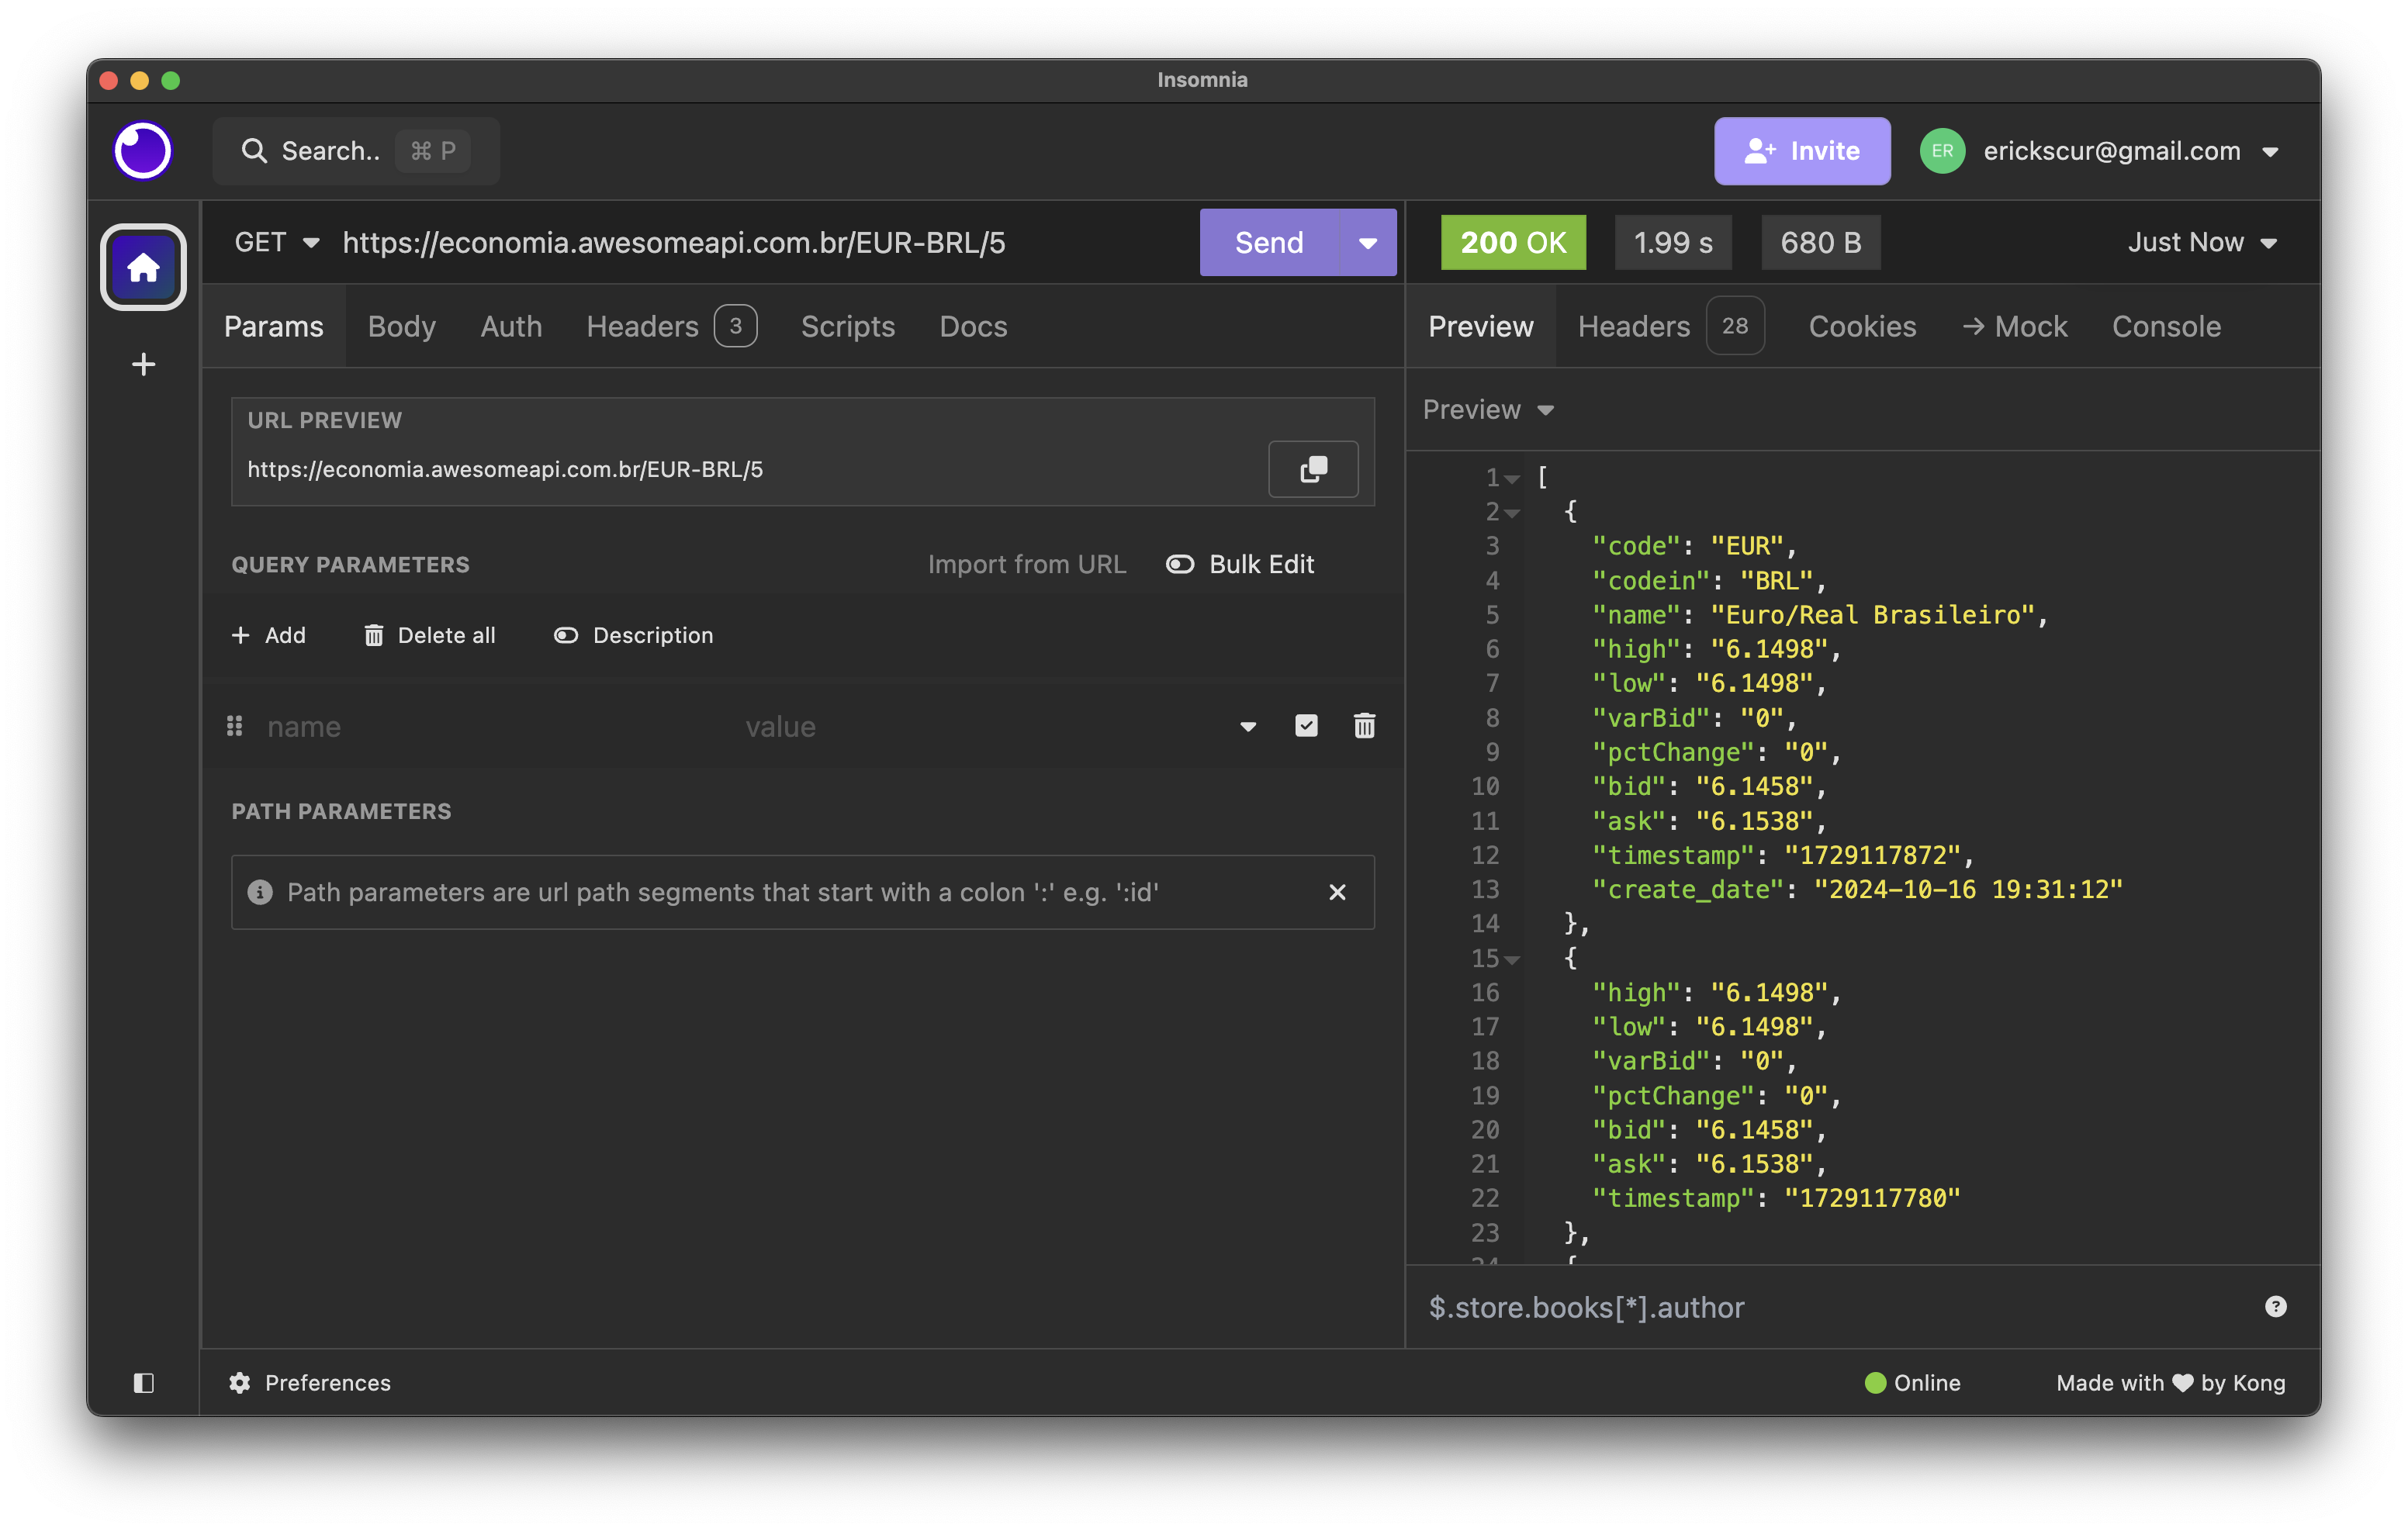 Insomnia
Search.. ⌘ P
Invite
ER erickscur@gmail.com
GET https://economia.awesomeapi.com.br/EUR-BRL/5 Send
200 OK 1.99 s 680 B Just Now
Params Body Auth Headers 3 Scripts Docs
Preview Headers 28 Cookies → Mock Console
URL PREVIEW
https://economia.awesomeapi.com.br/EUR-BRL/5
QUERY PARAMETERS Import from URL Bulk Edit
+ Add Delete all Description
name value
PATH PARAMETERS
Path parameters are url path segments that start with a colon ':' e.g. ':id'
Preview
1 [
2 {
3 "code": "EUR",
4 "codein": "BRL",
5 "name": "Euro/Real Brasileiro",
6 "high": "6.1498",
7 "low": "6.1498",
8 "varBid": "0",
9 "pctChange": "0",
10 "bid": "6.1458",
11 "ask": "6.1538",
12 "timestamp": "1729117872",
13 "create_date": "2024-10-16 19:31:12"
14 },
15 {
16 "high": "6.1498",
17 "low": "6.1498",
18 "varBid": "0",
19 "pctChange": "0",
20 "bid": "6.1458",
21 "ask": "6.1538",
22 "timestamp": "1729117780"
23 },
24 {
$.store.books[*].author
Preferences
Online
Made with ♥ by Kong